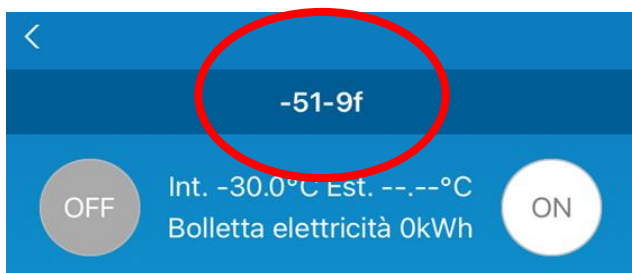 -51-9f
OFF
Int. -30.0°C Est. --.--°C
Bolletta elettricità 0kWh
ON